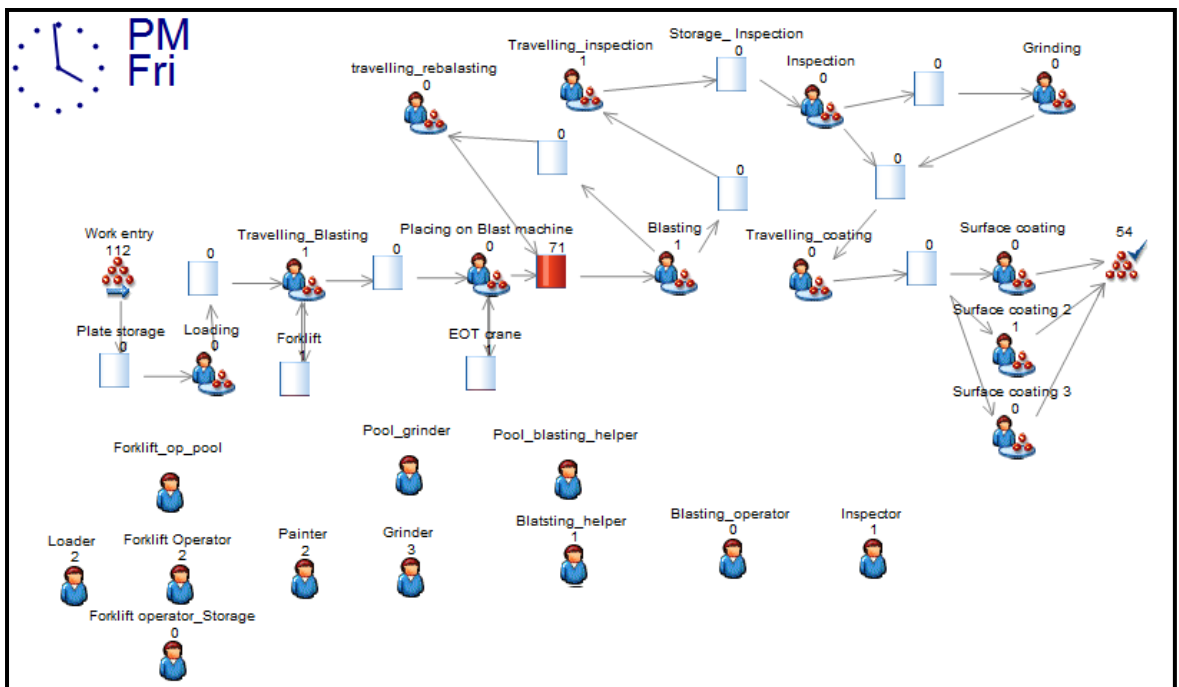 PM
Fri
Storage_ Inspection
0
Travelling_inspection
1
Inspection
0
0
Grinding
0
travelling_rebalasting
0
0
0
0
Work entry
112
0
Travelling_Blasting
1
0
Placing on Blast machine
0
71
Blasting
1
Travelling_coating
0
0
Surface coating
0
54
Plate storage
0
Loading
0
Forklift
1
EOT crane
Surface coating 2
1
Surface coating 3
0
Forklift_op_pool
Pool_grinder
Pool_blasting_helper
Loader
2
Forklift Operator
2
Painter
2
Grinder
3
Blatsting_helper
1
Blasting_operator
0
Inspector
1
Forklift operator_Storage
0